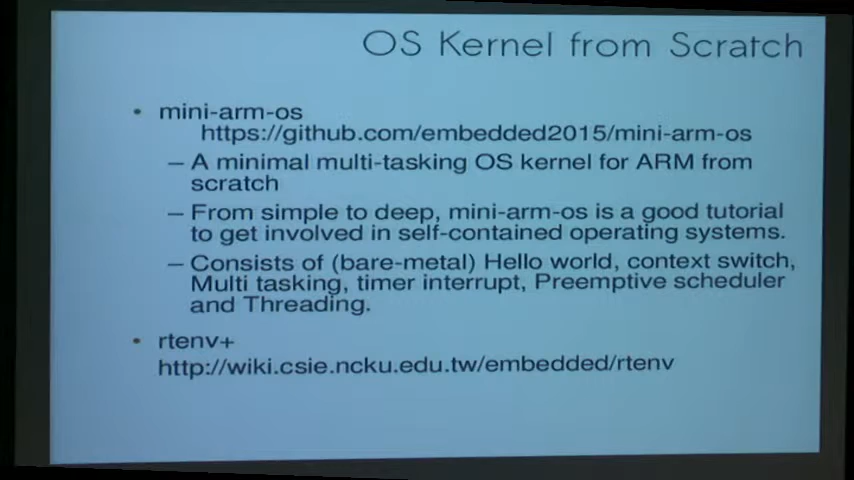 OS Kernel from Scratch
• mini-arm-os
https://github.com/embedded2015/mini-arm-os
– A minimal multi-tasking OS kernel for ARM from
scratch
– From simple to deep, mini-arm-os is a good tutorial
to get involved in self-contained operating systems.
– Consists of (bare-metal) Hello world, context switch,
Multi tasking, timer interrupt, Preemptive scheduler
and Threading.
• rtenv+
http://wiki.csie.ncku.edu.tw/embedded/rtenv